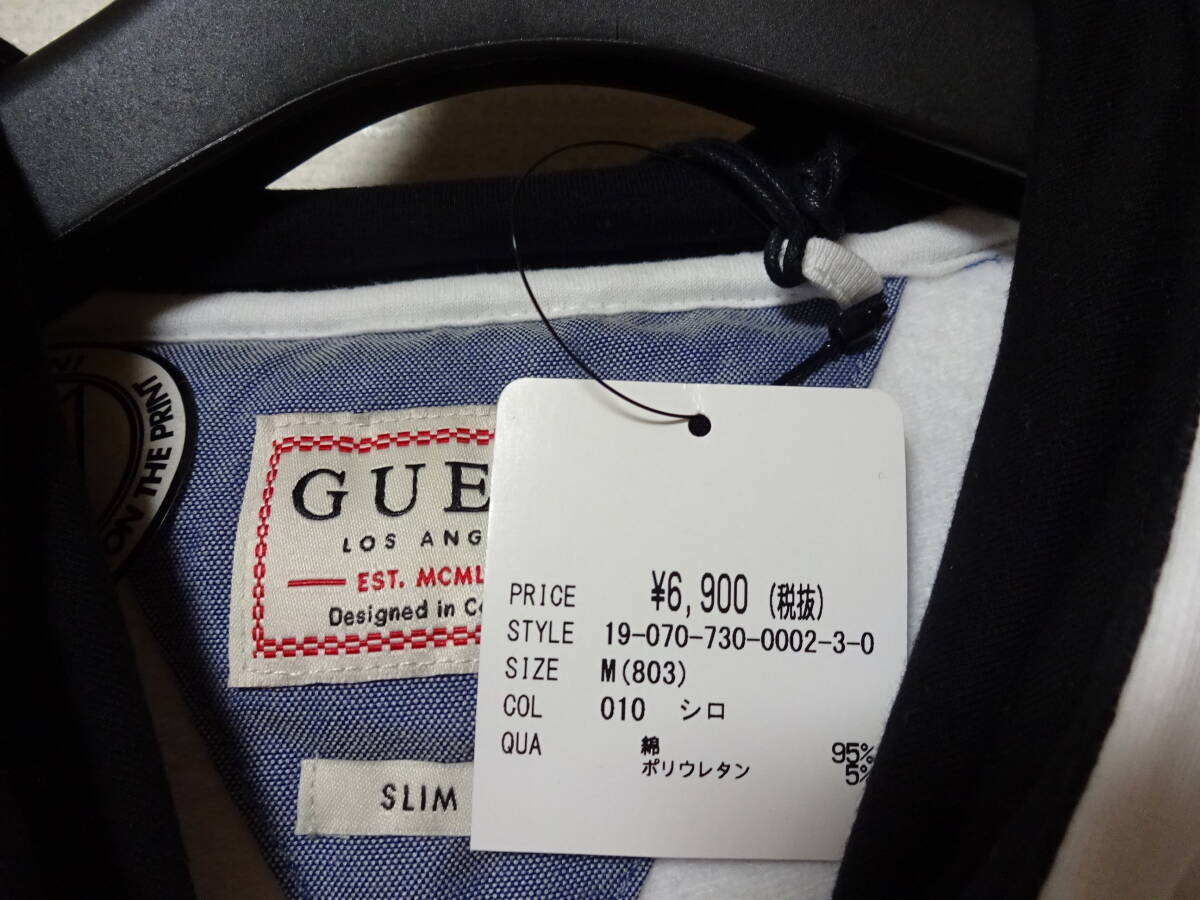 ON THE PRINT
GUE
LOS ANG
EST. MCML
Designed in C
SLIM
PRICE ¥6,900 (税抜)
STYLE 19-070-730-0002-3-0
SIZE M(803)
COL 010 シロ
QUA 綿 95%
ポリウレタン 5%